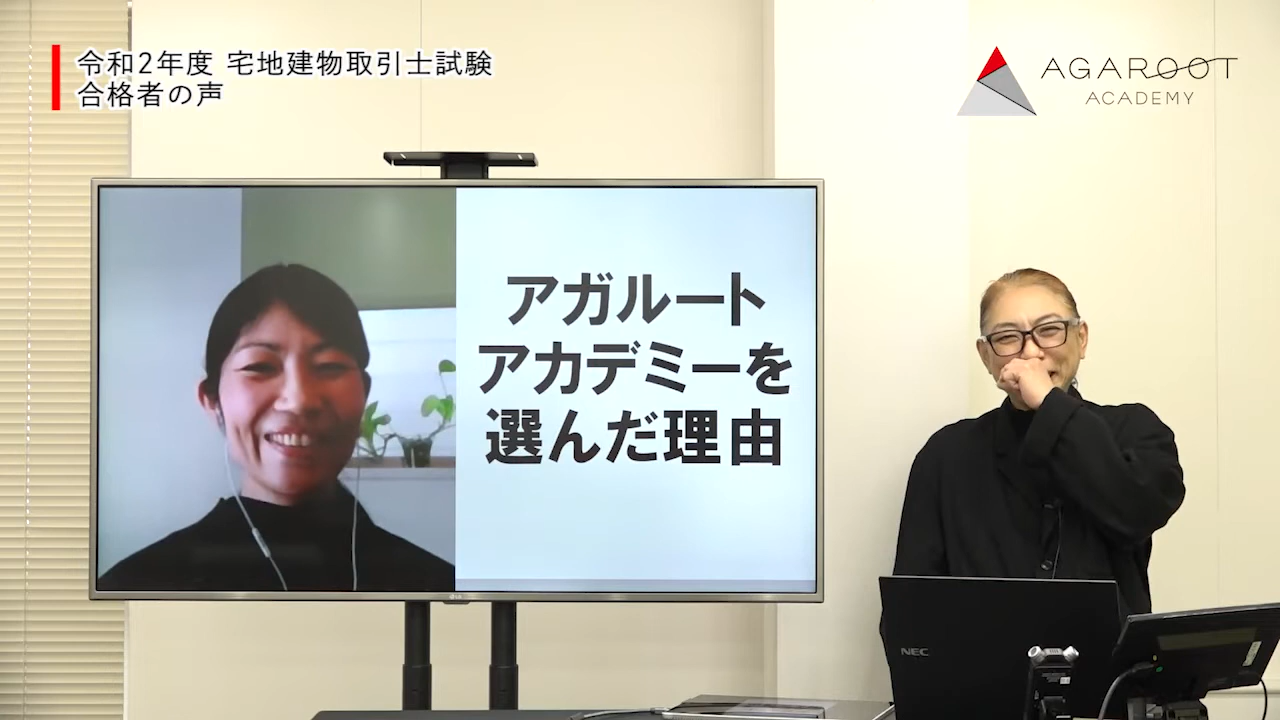 令和2年度 宅地建物取引士試験
合格者の声
AGAROOT
ACADEMY
アガルート
アカデミーを
選んだ理由
NEC